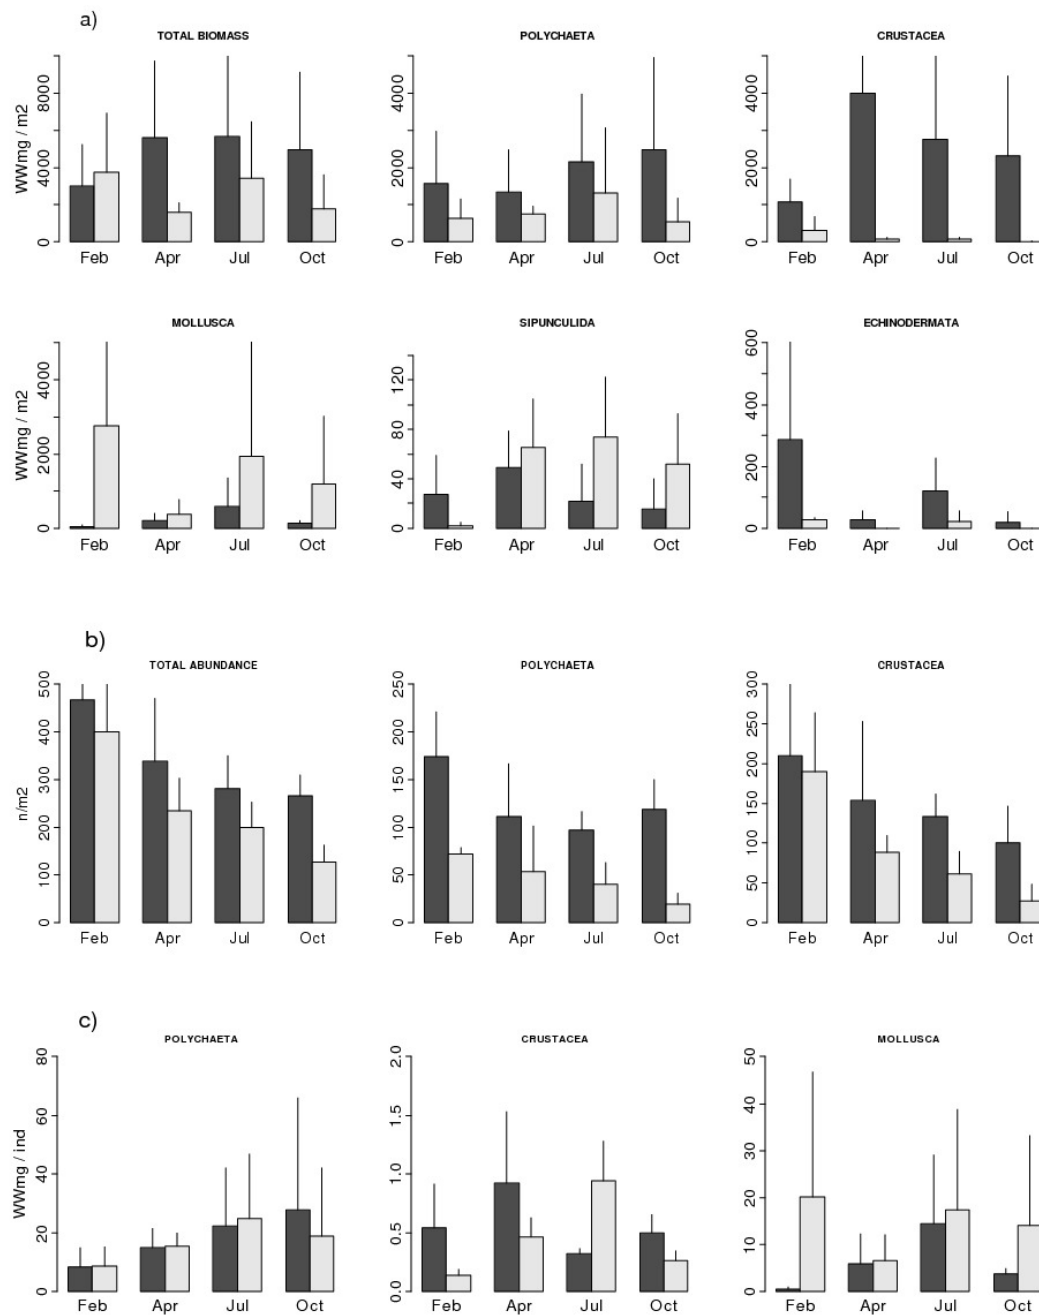 a)
TOTAL BIOMASS POLYCHAETA CRUSTACEA
WWmg / m2
0 4000 8000
0 2000 4000
0 2000 4000
Feb Apr Jul Oct Feb Apr Jul Oct Feb Apr Jul Oct
MOLLUSCA SIPUNCULIDA ECHINODERMATA
WWmg / m2
0 2000 4000
0 40 80 120
0 200 400 600
Feb Apr Jul Oct Feb Apr Jul Oct Feb Apr Jul Oct
b)
TOTAL ABUNDANCE POLYCHAETA CRUSTACEA
n/m2
0 100 200 300 400 500
0 50 100 150 200 250
0 50 100 150 200 250 300
Feb Apr Jul Oct Feb Apr Jul Oct Feb Apr Jul Oct
c)
POLYCHAETA CRUSTACEA MOLLUSCA
WWmg / ind
0 20 40 60 80
0.0 0.5 1.0 1.5 2.0
0 10 20 30 40 50
Feb Apr Jul Oct Feb Apr Jul Oct Feb Apr Jul Oct